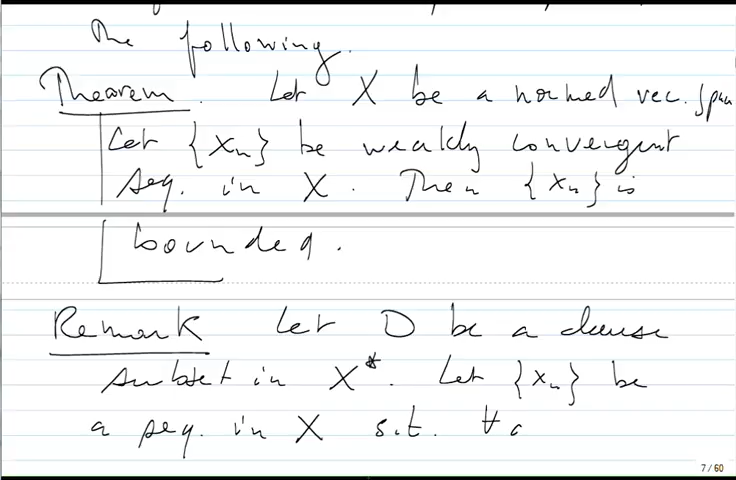 the following.
Theorem. Let X be a normed vec. span
Let {xₙ} be weakly convergent
seq. in X. Then {xₙ} is
bounded.
Remark Let D be a dense
subset in X*. Let {xₙ} be
a seq. in X s.t. ∀
7 / 60